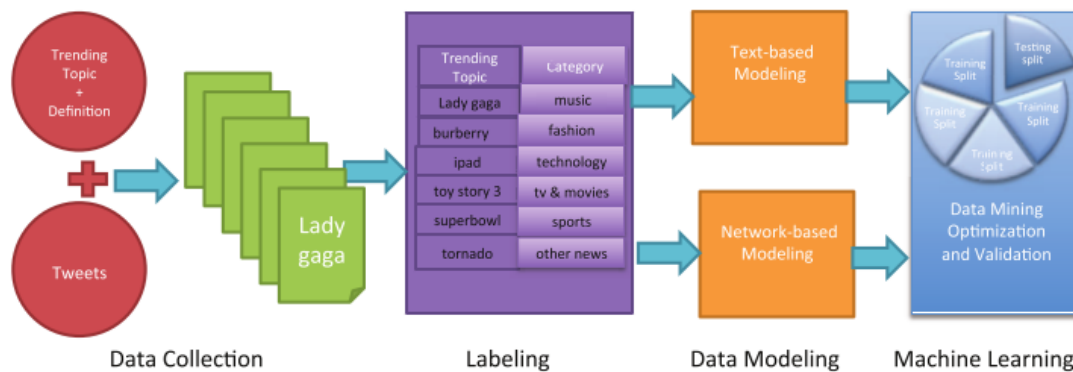 Trending
Topic
+
Definition
Tweets
Lady
gaga
Trending
Topic
Category
Lady gaga
music
burberry
fashion
ipad
technology
toy story 3
tv & movies
superbowl
sports
tornado
other news
Text-based
Modeling
Network-based
Modeling
Training
Split
Testing
split
Training
Split
Training
Split
Training
Split
Data Mining
Optimization
and Validation
Data Collection
Labeling
Data Modeling
Machine Learning